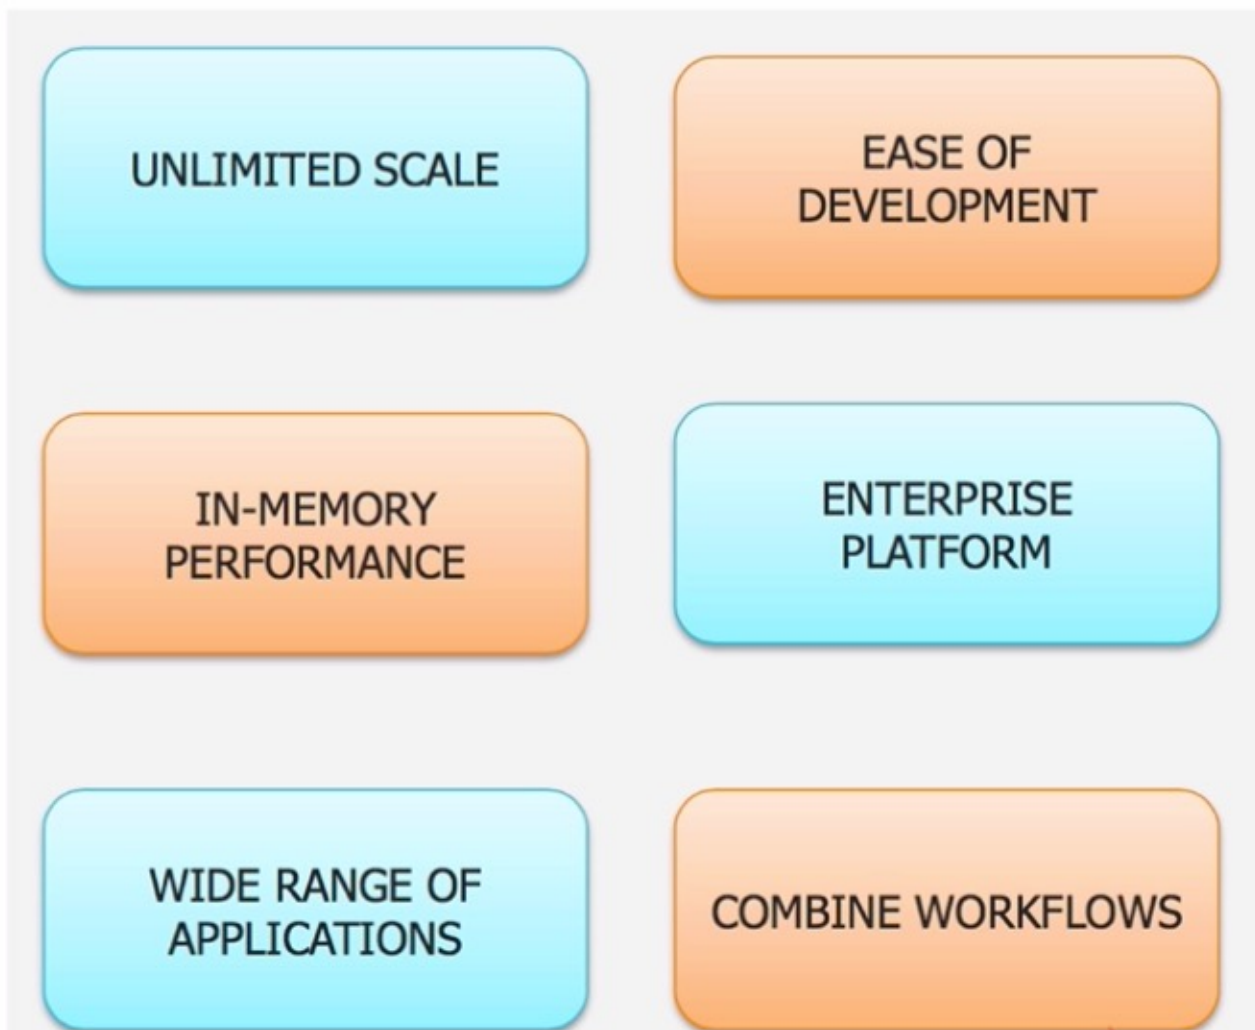 UNLIMITED SCALE
EASE OF
DEVELOPMENT
IN-MEMORY
PERFORMANCE
ENTERPRISE
PLATFORM
WIDE RANGE OF
APPLICATIONS
COMBINE WORKFLOWS